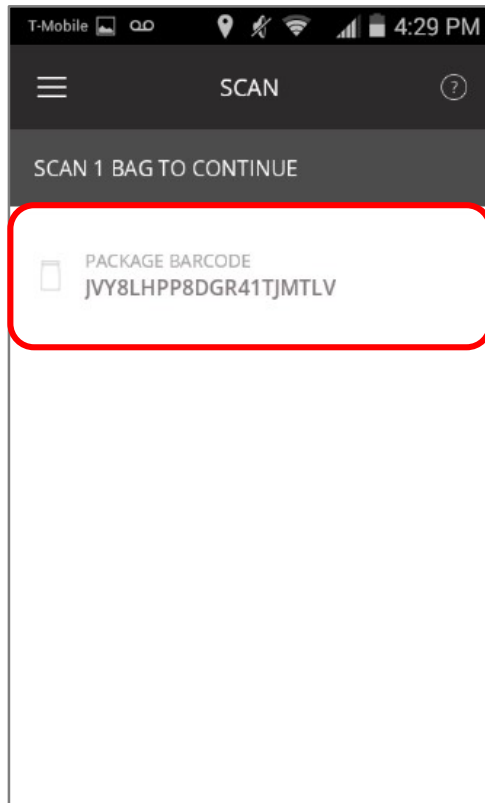 T-Mobile 4:29 PM
SCAN ?
SCAN 1 BAG TO CONTINUE
PACKAGE BARCODE
JVY8LHPP8DGR41TJMTLV